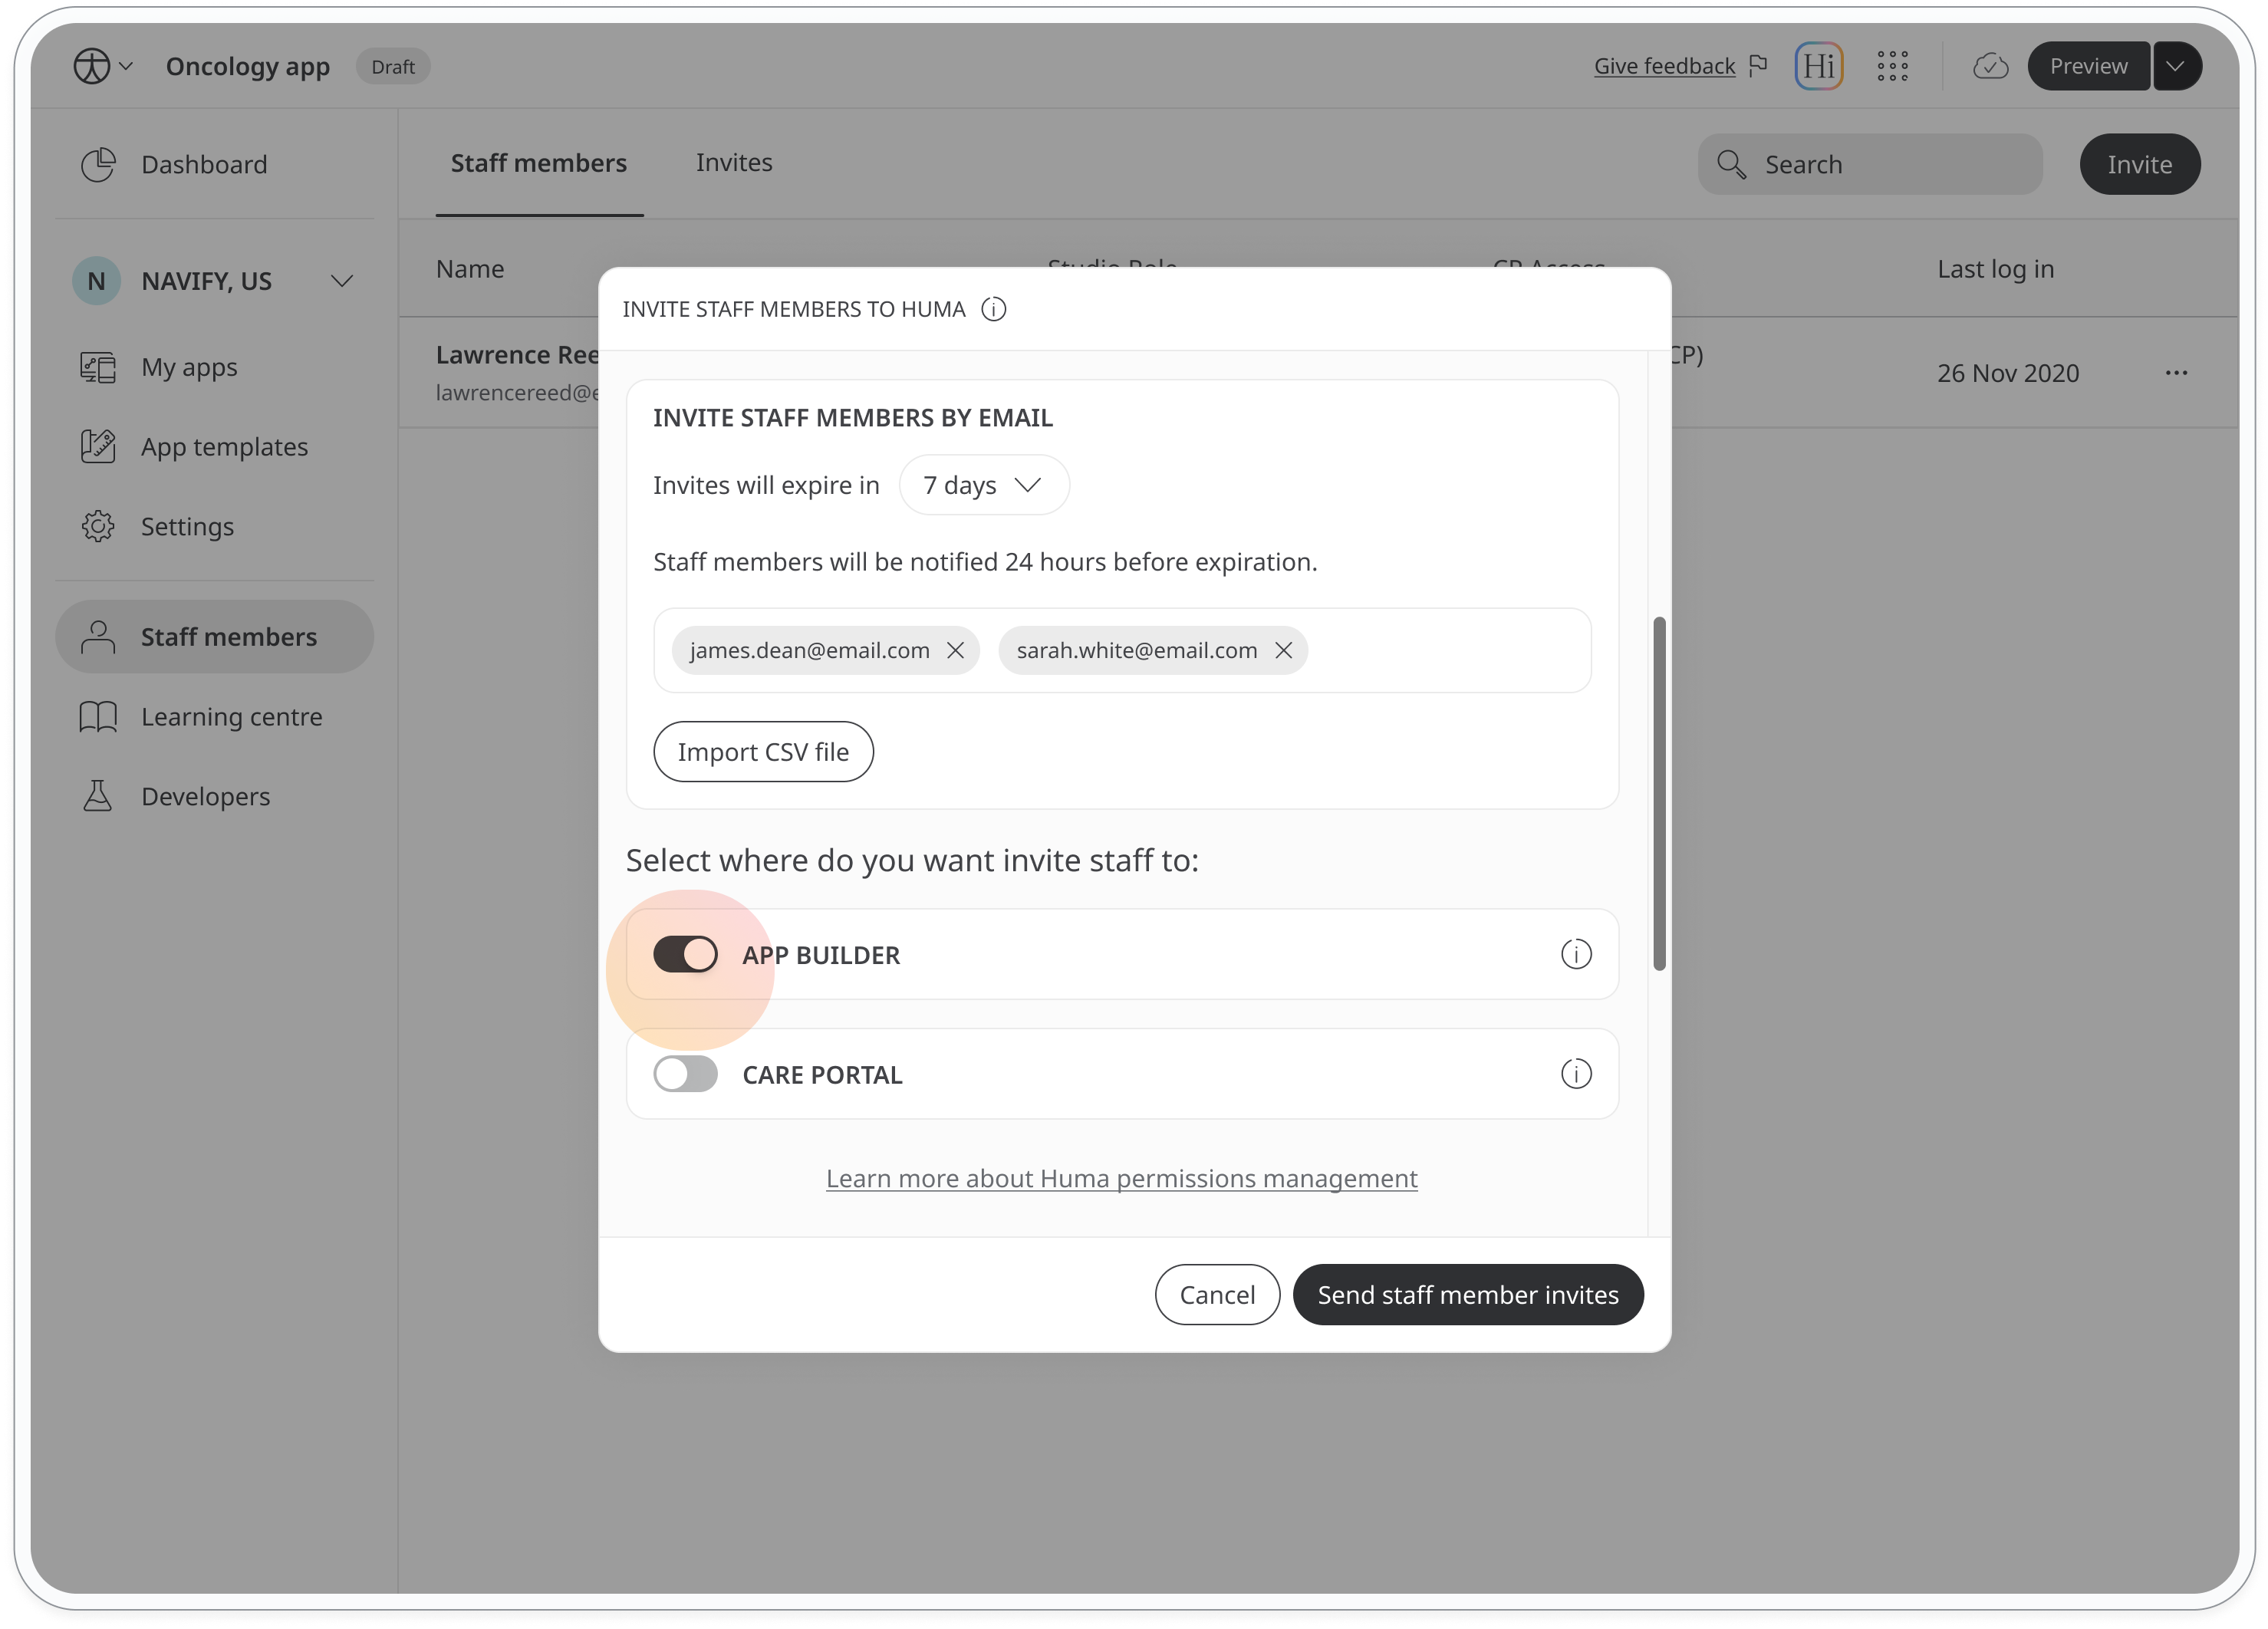 Oncology app
Draft
Give feedback
Hi
Preview
Dashboard
Staff members
Invites
Search
Invite
N
NAVIFY, US
My apps
App templates
Settings
Staff members
Learning centre
Developers
Name
Studio Role
CP Access
Last log in
Lawrence Ree
lawrencereed@e
CP)
26 Nov 2020
INVITE STAFF MEMBERS TO HUMA
INVITE STAFF MEMBERS BY EMAIL
Invites will expire in 7 days
Staff members will be notified 24 hours before expiration.
james.dean@email.com
sarah.white@email.com
Import CSV file
Select where do you want invite staff to:
APP BUILDER
CARE PORTAL
Learn more about Huma permissions management
Cancel
Send staff member invites